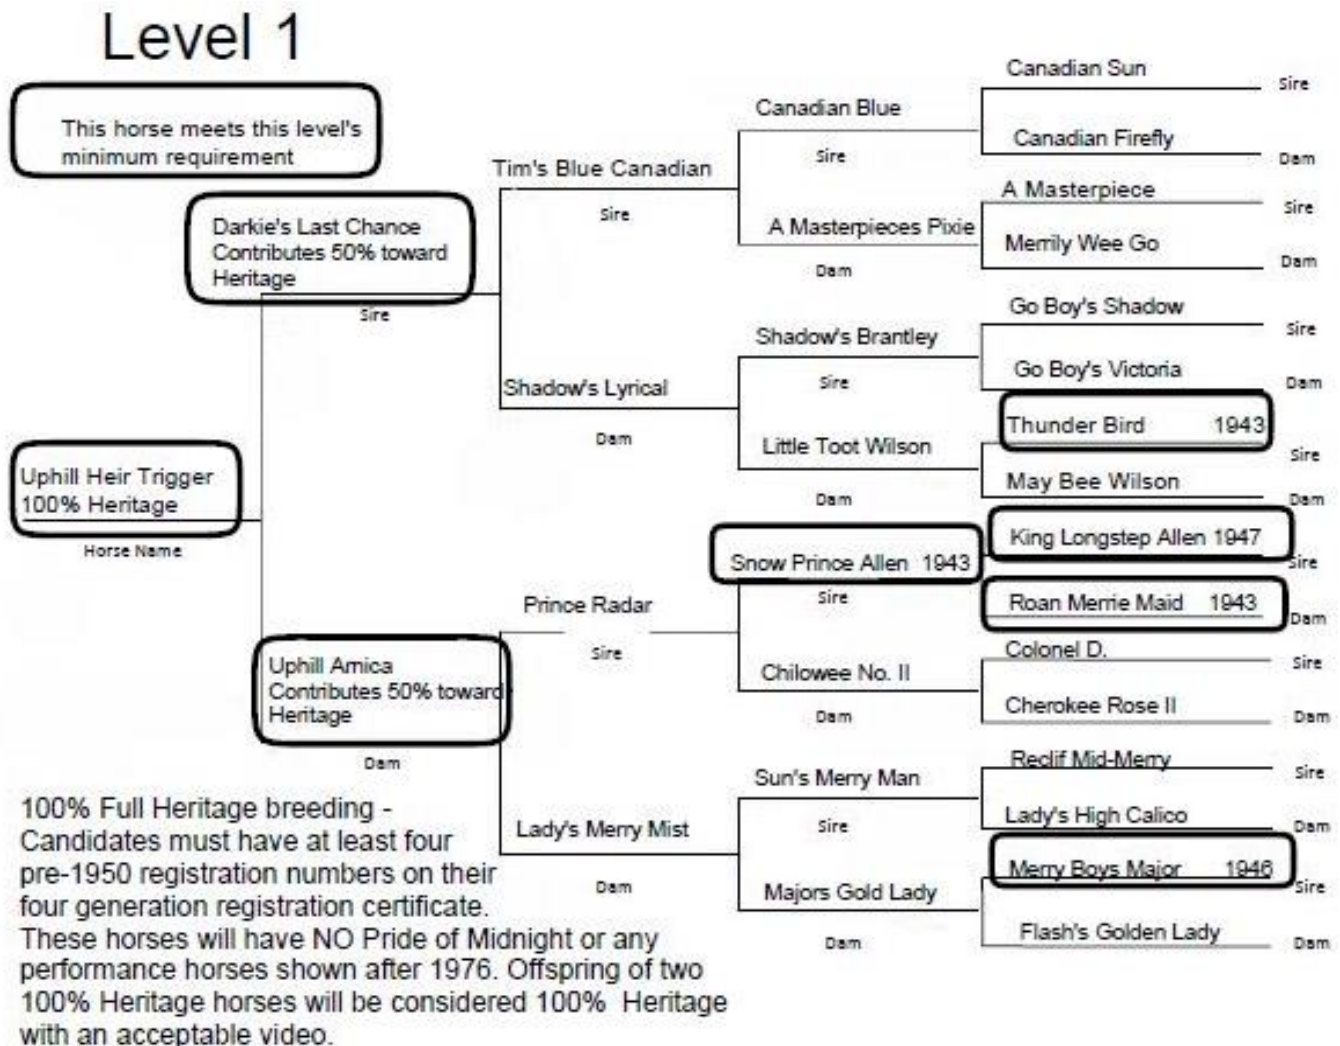 Level 1
This horse meets this level's
minimum requirement
Uphill Heir Trigger
100% Heritage
Horse Name
Darkie's Last Chance
Contributes 50% toward
Heritage
Sire
Uphill Amica
Contributes 50% toward
Heritage
Dam
Tim's Blue Canadian
Sire
Shadow's Lyrical
Dam
Prince Radar
Sire
Lady's Merry Mist
Dam
Canadian Blue
Sire
A Masterpieces Pixie
Dam
Shadow's Brantley
Sire
Little Toot Wilson
Dam
Snow Prince Allen 1943
Sire
Chilowee No. II
Dam
Sun's Merry Man
Sire
Majors Gold Lady
Dam
Canadian Sun
Sire
Canadian Firefly
Dam
A Masterpiece
Sire
Merrily Wee Go
Dam
Go Boy's Shadow
Sire
Go Boy's Victoria
Dam
Thunder Bird 1943
Sire
May Bee Wilson
Dam
King Longstep Allen 1947
Sire
Roan Merrie Maid 1943
Dam
Colonel D.
Sire
Cherokee Rose II
Dam
Reclif Mid-Merry
Sire
Lady's High Calico
Dam
Merry Boys Major 1946
Sire
Flash's Golden Lady
Dam
100% Full Heritage breeding -
Candidates must have at least four
pre-1950 registration numbers on their
four generation registration certificate.
These horses will have NO Pride of Midnight or any
performance horses shown after 1976. Offspring of two
100% Heritage horses will be considered 100% Heritage
with an acceptable video.